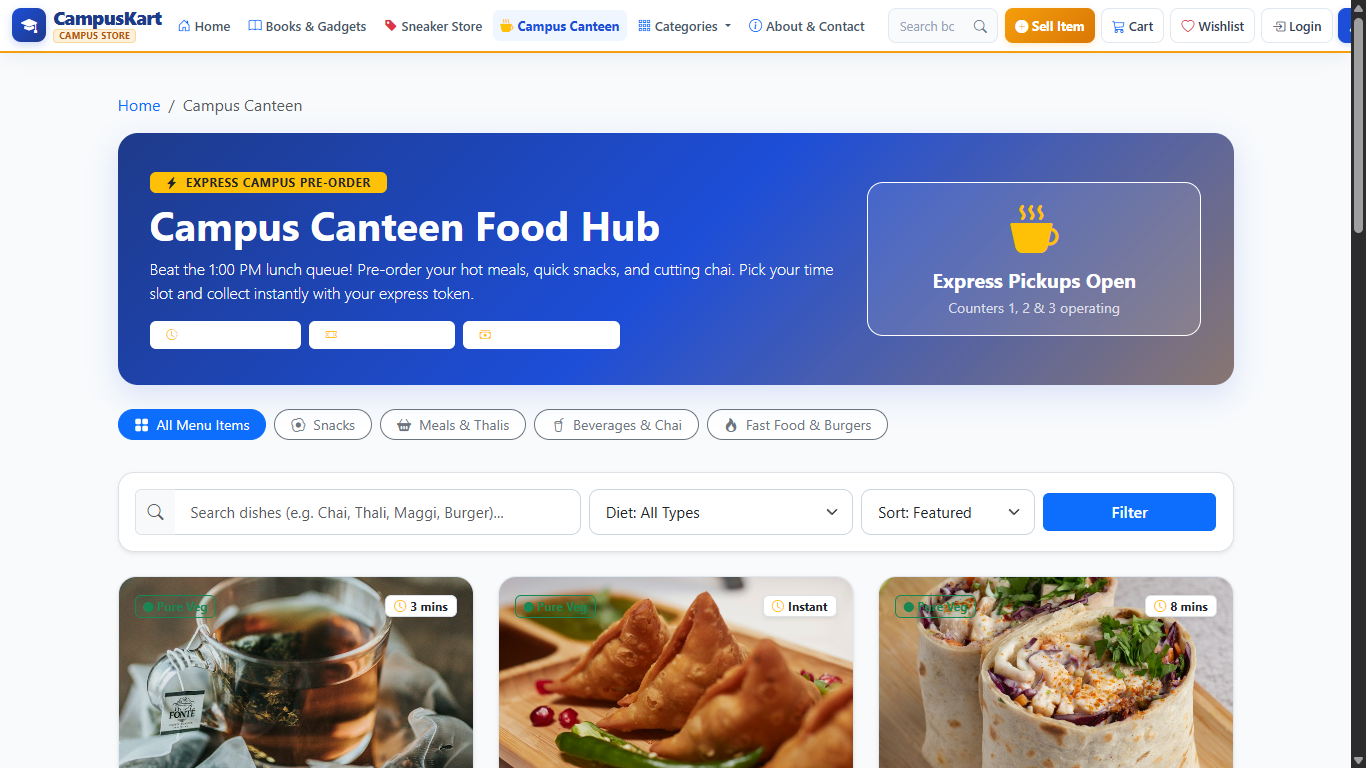 CampusKart
CAMPUS STORE
Home
Books & Gadgets
Sneaker Store
Campus Canteen
Categories
About & Contact
Search bc
Sell Item
Cart
Wishlist
Login
Home / Campus Canteen
EXPRESS CAMPUS PRE-ORDER
Campus Canteen Food Hub
Beat the 1:00 PM lunch queue! Pre-order your hot meals, quick snacks, and cutting chai. Pick your time
slot and collect instantly with your express token.
Express Pickups Open
Counters 1, 2 & 3 operating
All Menu Items
Snacks
Meals & Thalis
Beverages & Chai
Fast Food & Burgers
Search dishes (e.g. Chai, Thali, Maggi, Burger)...
Diet: All Types
Sort: Featured
Filter
Pure Veg
3 mins
FONTÉ
Pure Veg
Instant
Pure Veg
8 mins